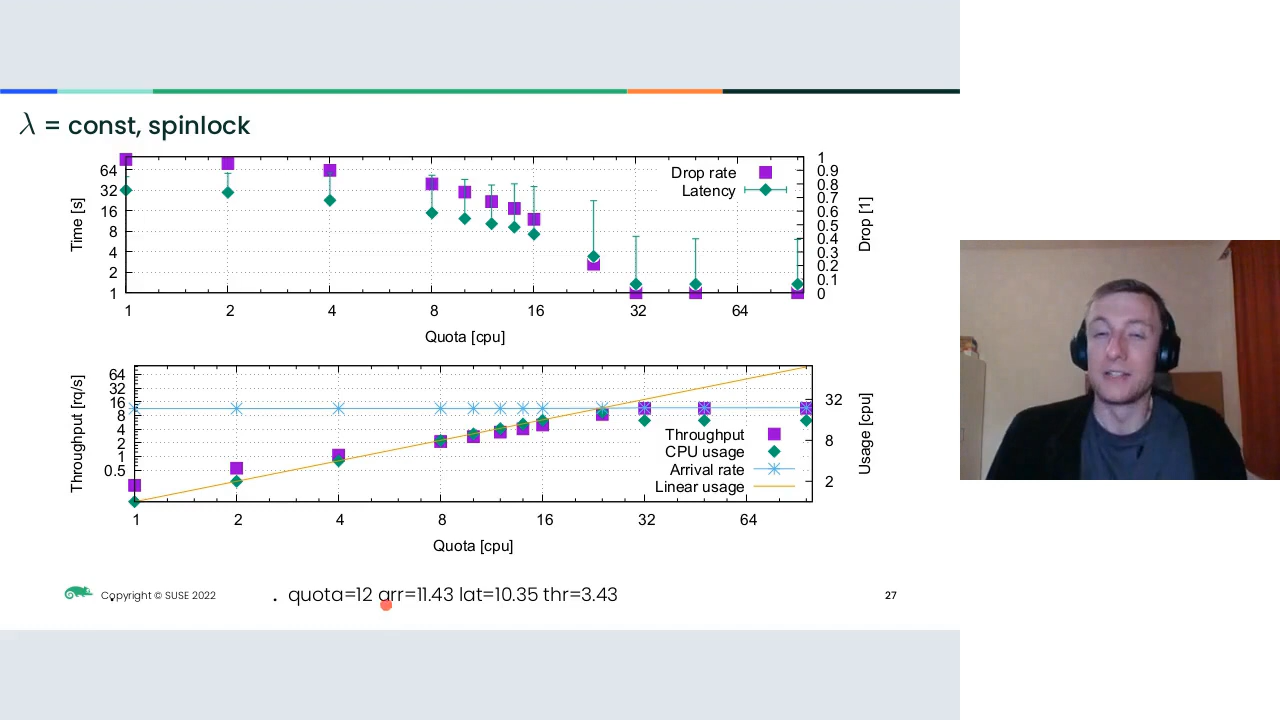 λ = const, spinlock
64
32
16
8
4
2
1
Time [s]
Drop rate
Latency
1
0.9
0.8
0.7
0.6
0.5
0.4
0.3
0.2
0.1
0
Drop [1]
1 2 4 8 16 32 64
Quota [cpu]
64
32
16
8
4
2
1
0.5
Throughput [rq/s]
Throughput
CPU usage
Arrival rate
Linear usage
32
8
2
Usage [cpu]
1 2 4 8 16 32 64
Quota [cpu]
Copyright © SUSE 2022
. quota=12 arr=11.43 lat=10.35 thr=3.43
27